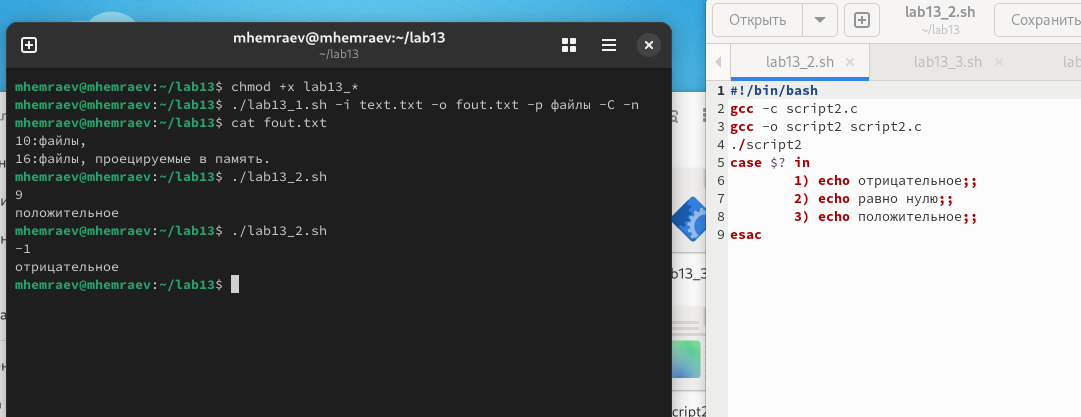 mhemraev@mhemraev:~/lab13
~/lab13
mhemraev@mhemraev:~/lab13$ chmod +x lab13_*
mhemraev@mhemraev:~/lab13$ ./lab13_1.sh -i text.txt -o fout.txt -p файлы -C -n
mhemraev@mhemraev:~/lab13$ cat fout.txt
10:файлы,
16:файлы, проецируемые в память.
mhemraev@mhemraev:~/lab13$ ./lab13_2.sh
9
положительное
mhemraev@mhemraev:~/lab13$ ./lab13_2.sh
-1
отрицательное
mhemraev@mhemraev:~/lab13$
Открыть
lab13_2.sh
~/lab13
Сохранить
lab13_2.sh
lab13_3.sh
1 #!/bin/bash
2 gcc -c script2.c
3 gcc -o script2 script2.c
4 ./script2
5 case $? in
6 1) echo отрицательное;;
7 2) echo равно нулю;;
8 3) echo положительное;;
9 esac